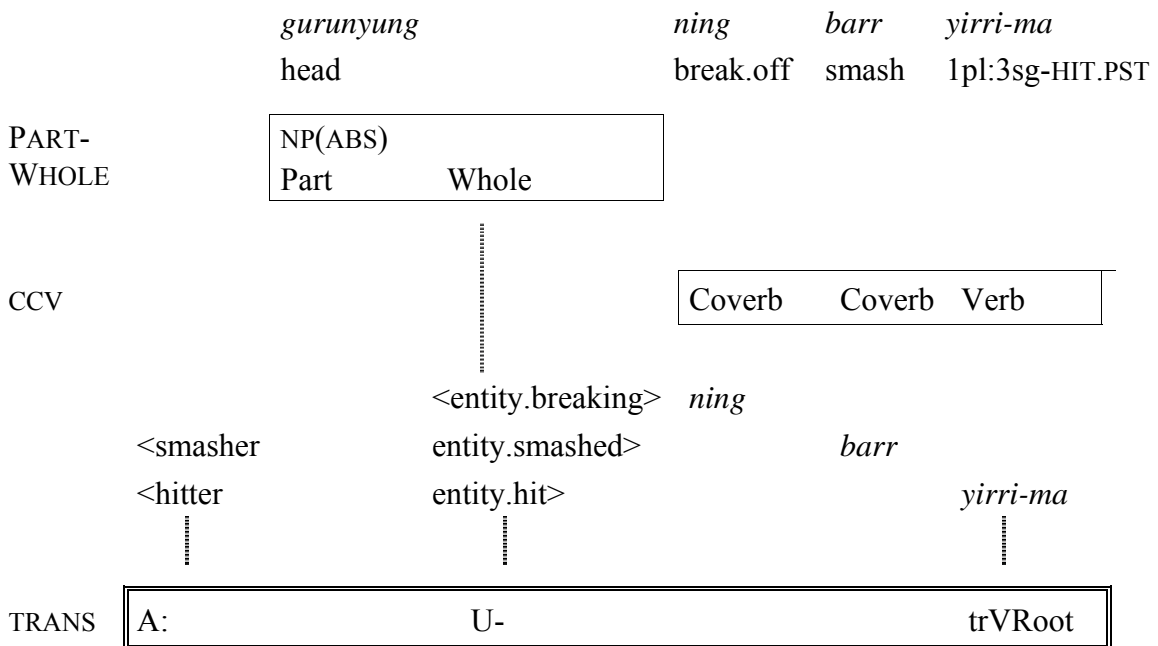 gurunyung ning barr yirri-ma
head break.off smash 1pl:3sg-HIT.PST
PART- NP(ABS)
WHOLE Part Whole
CCV Coverb Coverb Verb
<entity.breaking> ning
<smasher entity.smashed> barr
<hitter entity.hit> yirri-ma
TRANS A: U- trVRoot